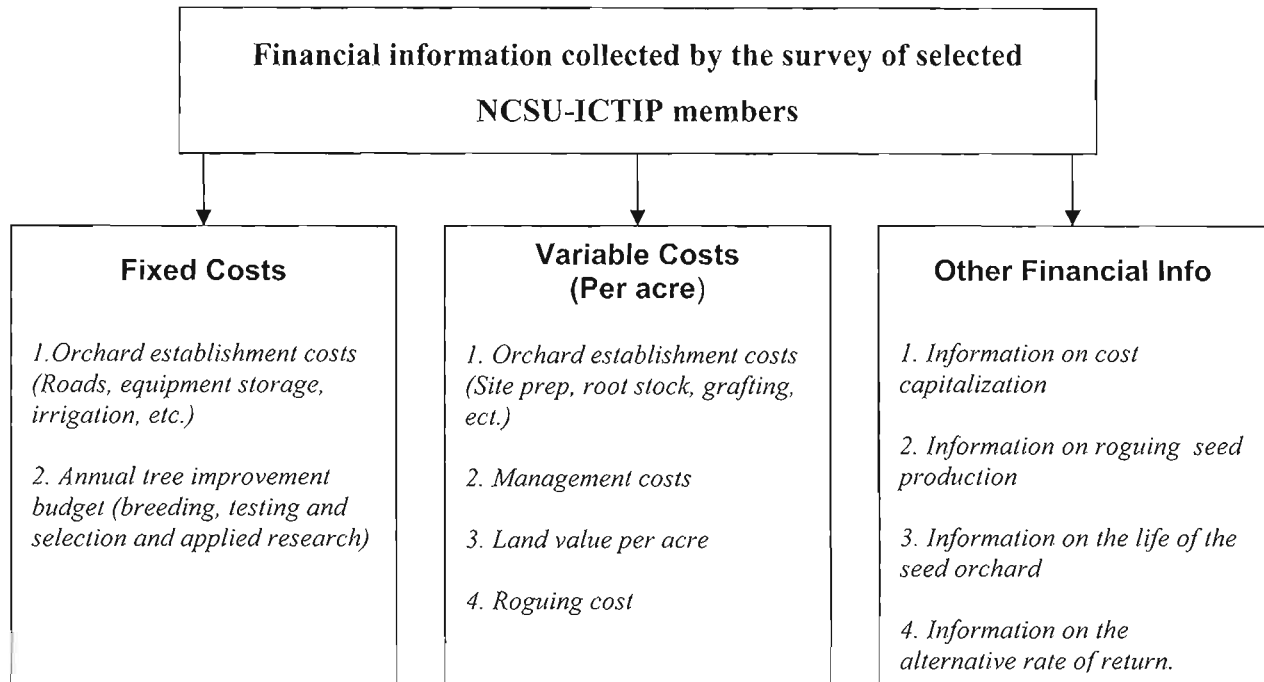 Financial information collected by the survey of selected
NCSU-ICTIP members
Fixed Costs
1.Orchard establishment costs
(Roads, equipment storage,
irrigation, etc.)
2. Annual tree improvement
budget (breeding, testing and
selection and applied research)
Variable Costs
(Per acre)
1. Orchard establishment costs
(Site prep, root stock, grafting,
ect.)
2. Management costs
3. Land value per acre
4. Roguing cost
Other Financial Info
1. Information on cost
capitalization
2. Information on roguing seed
production
3. Information on the life of the
seed orchard
4. Information on the
alternative rate of return.